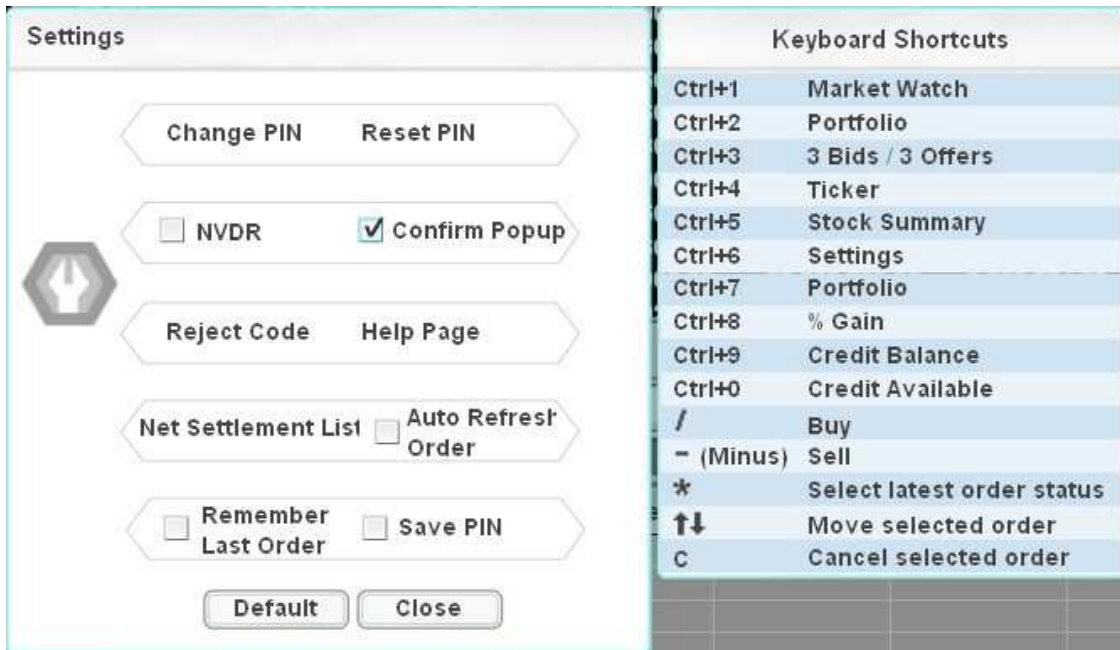 Settings
Change PIN Reset PIN
NVDR Confirm Popup
Reject Code Help Page
Net Settlement List Auto Refresh
Order
Remember
Last Order Save PIN
Default Close
Keyboard Shortcuts
Ctrl+1 Market Watch
Ctrl+2 Portfolio
Ctrl+3 3 Bids / 3 Offers
Ctrl+4 Ticker
Ctrl+5 Stock Summary
Ctrl+6 Settings
Ctrl+7 Portfolio
Ctrl+8 % Gain
Ctrl+9 Credit Balance
Ctrl+0 Credit Available
/ Buy
- (Minus) Sell
* Select latest order status
↑↓ Move selected order
C Cancel selected order